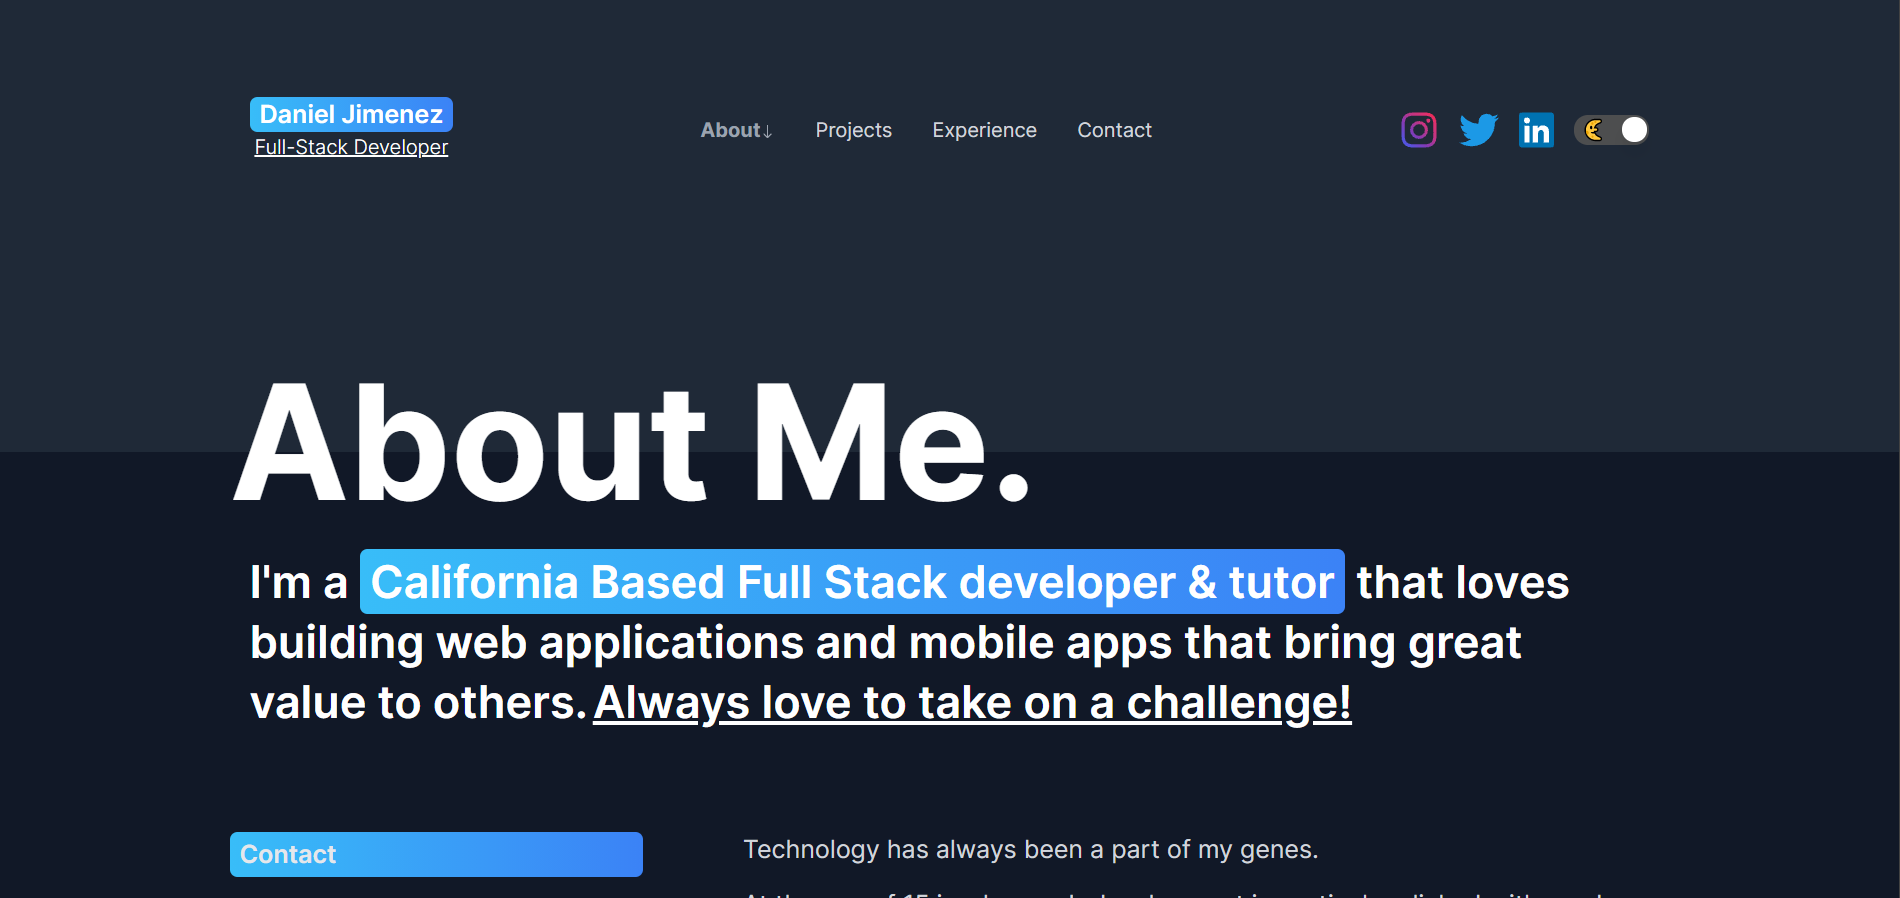 Daniel Jimenez
Full-Stack Developer
About↓ Projects Experience Contact
About Me.
I'm a California Based Full Stack developer & tutor that loves
building web applications and mobile apps that bring great
value to others. Always love to take on a challenge!
Contact
Technology has always been a part of my genes.